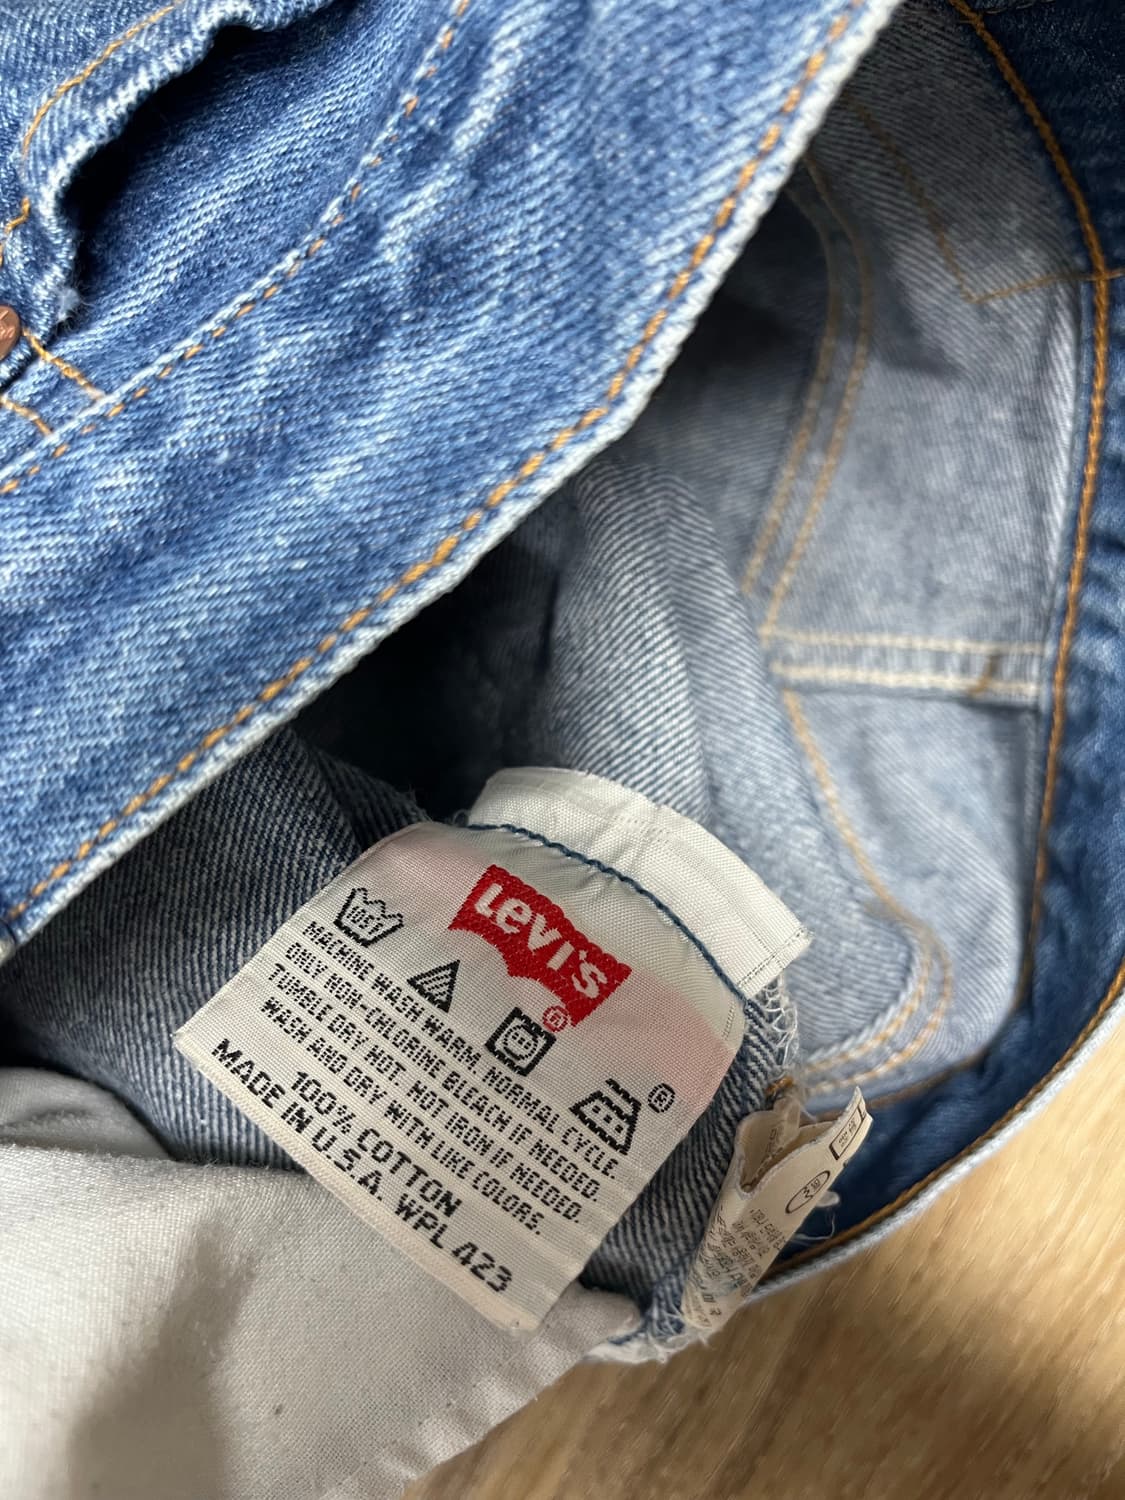 Levi's
®
105F
®
MACHINE WASH WARM, NORMAL CYCLE.
ONLY NON-CHLORINE BLEACH IF NEEDED.
TUMBLE DRY HOT. HOT IRON IF NEEDED.
WASH AND DRY WITH LIKE COLORS.
100% COTTON
MADE IN U.S.A. WPL 423